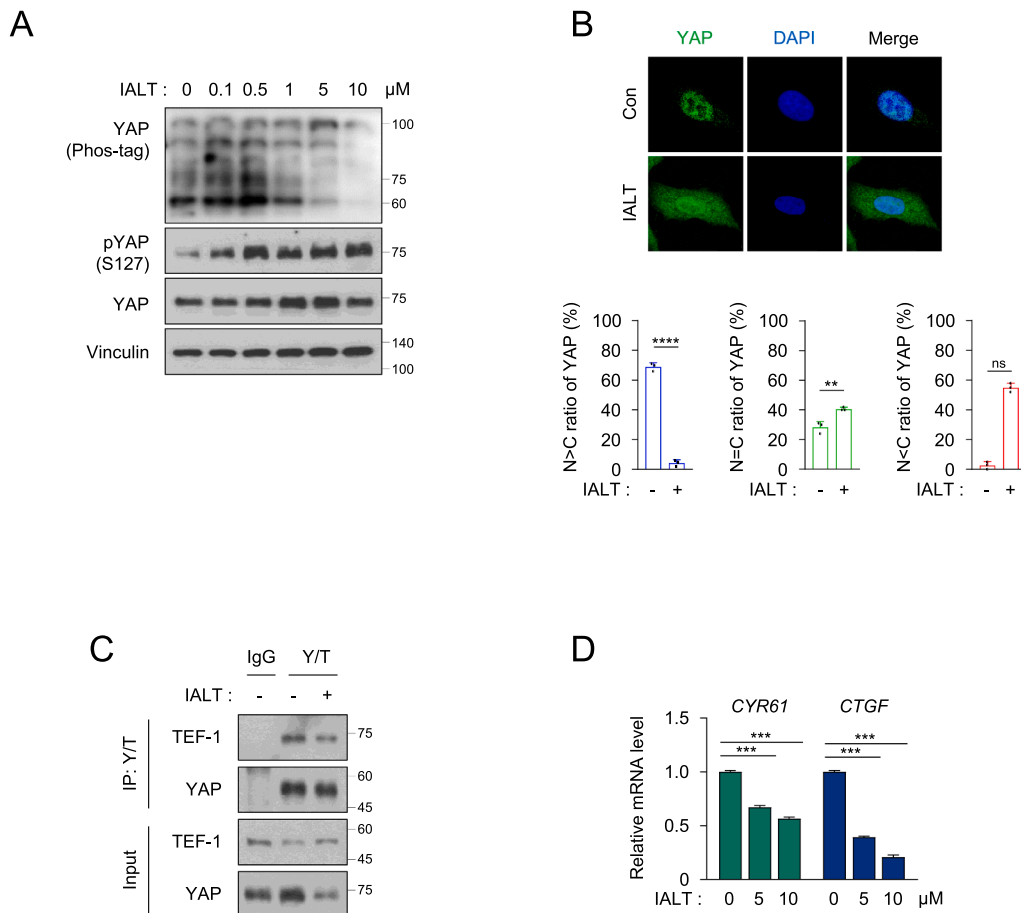 A
IALT : 0 0.1 0.5 1 5 10 μM
YAP
(Phos-tag)
100
75
60
pYAP
(S127)
75
YAP
75
Vinculin
140
100
B
YAP DAPI Merge
Con
IALT
N>C ratio of YAP (%)
100
80
60
40
20
0
****
IALT : - +
N=C ratio of YAP (%)
100
80
60
40
20
0
**
IALT : - +
N<C ratio of YAP (%)
100
80
60
40
20
0
ns
IALT : - +
C
IgG Y/T
IALT : - - +
IP: Y/T
TEF-1
75
YAP
60
45
Input
TEF-1
60
45
YAP
75
D
CYR61 CTGF
Relative mRNA level
1.5
1.0
0.5
0
***
***
***
***
IALT : 0 5 10 0 5 10 μM